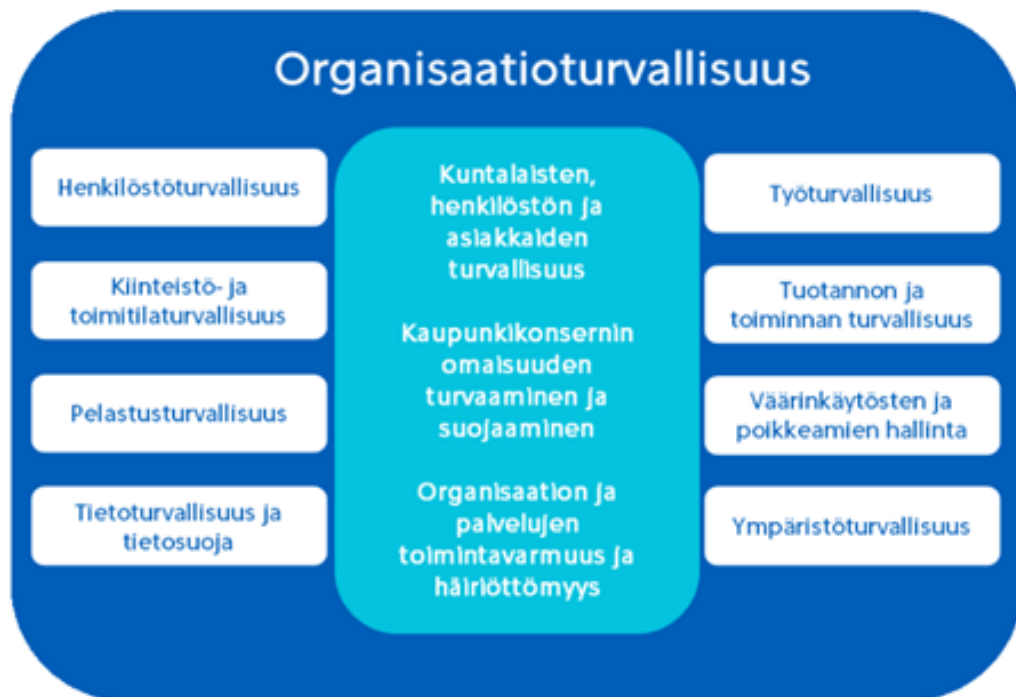 Organisaatioturvallisuus
Henkilöstöturvallisuus
Kiinteistö- ja
toimitilaturvallisuus
Pelastusturvallisuus
Tietoturvallisuus ja
tietosuoja
Kuntalaisten,
henkilöstön ja
asiakkaiden
turvallisuus
Kaupunkikonsernin
omaisuuden
turvaaminen ja
suojaaminen
Organisaation ja
palvelujen
toimintavarmuus ja
häiriöttömyys
Työturvallisuus
Tuotannon ja
toiminnan turvallisuus
Väärinkäytösten ja
poikkeamien hallinta
Ympäristöturvallisuus